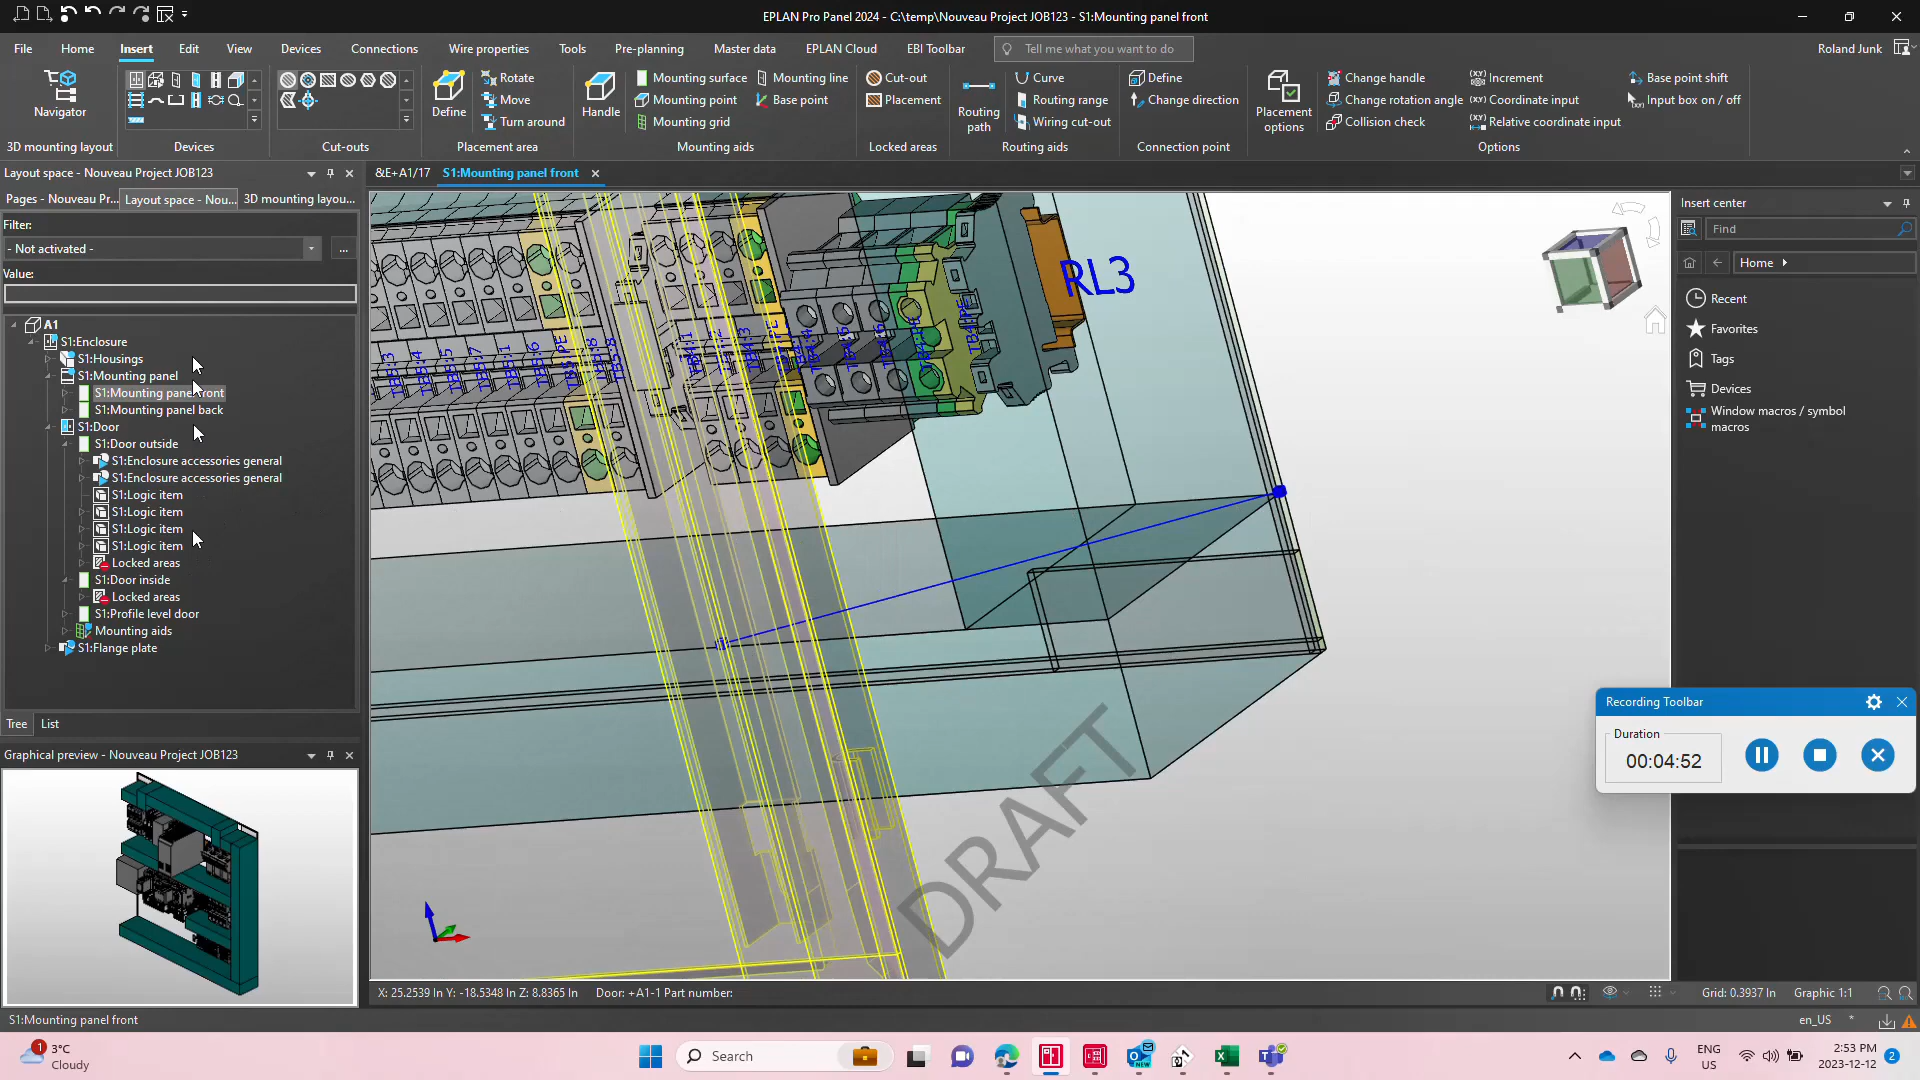 EPLAN Pro Panel 2024 - C:\temp\Nouveau Project JOB123 - S1:Mounting panel front
File Home Insert Edit View Devices Connections Wire properties Tools Pre-planning Master data EPLAN Cloud EBI Toolbar Tell me what you want to do Roland Junk
Navigator
3D mounting layout
Devices
Cut-outs
Define
Rotate
Move
Turn around
Placement area
Handle
Mounting surface
Mounting point
Mounting grid
Mounting line
Base point
Mounting aids
Cut-out
Placement
Locked areas
Routing path
Curve
Routing range
Wiring cut-out
Routing aids
Define
Change direction
Connection point
Placement options
Change handle
Change rotation angle
Collision check
Increment
Coordinate input
Relative coordinate input
Base point shift
Input box on / off
Options
Layout space - Nouveau Project JOB123
Pages - Nouveau Pr... Layout space - Nou... 3D mounting layou...
Filter:
- Not activated -
...
Value:
A1
S1:Enclosure
S1:Housings
S1:Mounting panel
S1:Mounting panel front
S1:Mounting panel back
S1:Door
S1:Door outside
S1:Enclosure accessories general
S1:Enclosure accessories general
S1:Logic item
S1:Logic item
S1:Logic item
S1:Logic item
Locked areas
S1:Door inside
Locked areas
S1:Profile level door
Mounting aids
S1:Flange plate
Tree List
Graphical preview - Nouveau Project JOB123
&E+A1/17 S1:Mounting panel front
RL3
DRAFT
X: 25.2539 In Y: -18.5348 In Z: 8.8365 In Door: +A1-1 Part number:
Grid: 0.3937 In Graphic 1:1
Insert center
Find
Home
Recent
Favorites
Tags
Devices
Window macros / symbol macros
Recording Toolbar
Duration
00:04:52
S1:Mounting panel front
en_US *
1
3°C
Cloudy
Search
ENG
US
2:53 PM
2023-12-12
2